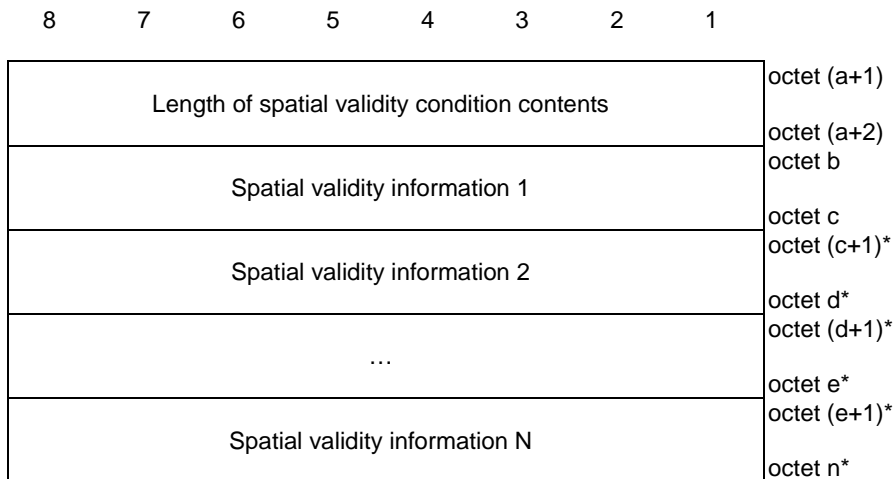 8 7 6 5 4 3 2 1
octet (a+1)
Length of spatial validity condition contents
octet (a+2)
octet b
Spatial validity information 1
octet c
octet (c+1)*
Spatial validity information 2
octet d*
octet (d+1)*
…
octet e*
octet (e+1)*
Spatial validity information N
octet n*